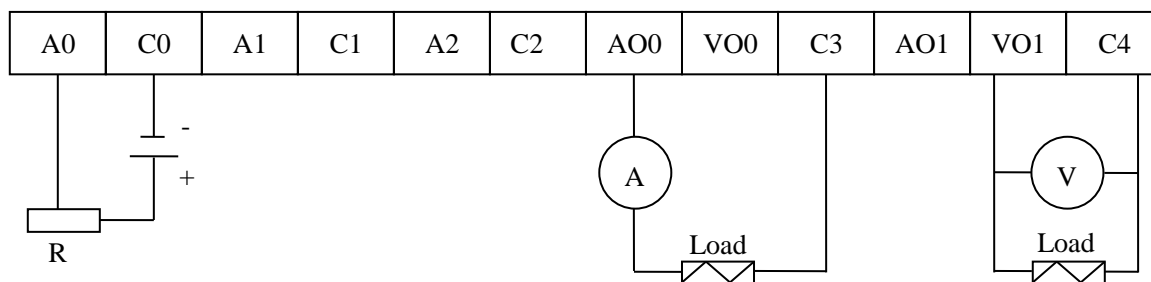 A0 C0 A1 C1 A2 C2 AO0 VO0 C3 AO1 VO1 C4
-
+
A V
R Load Load